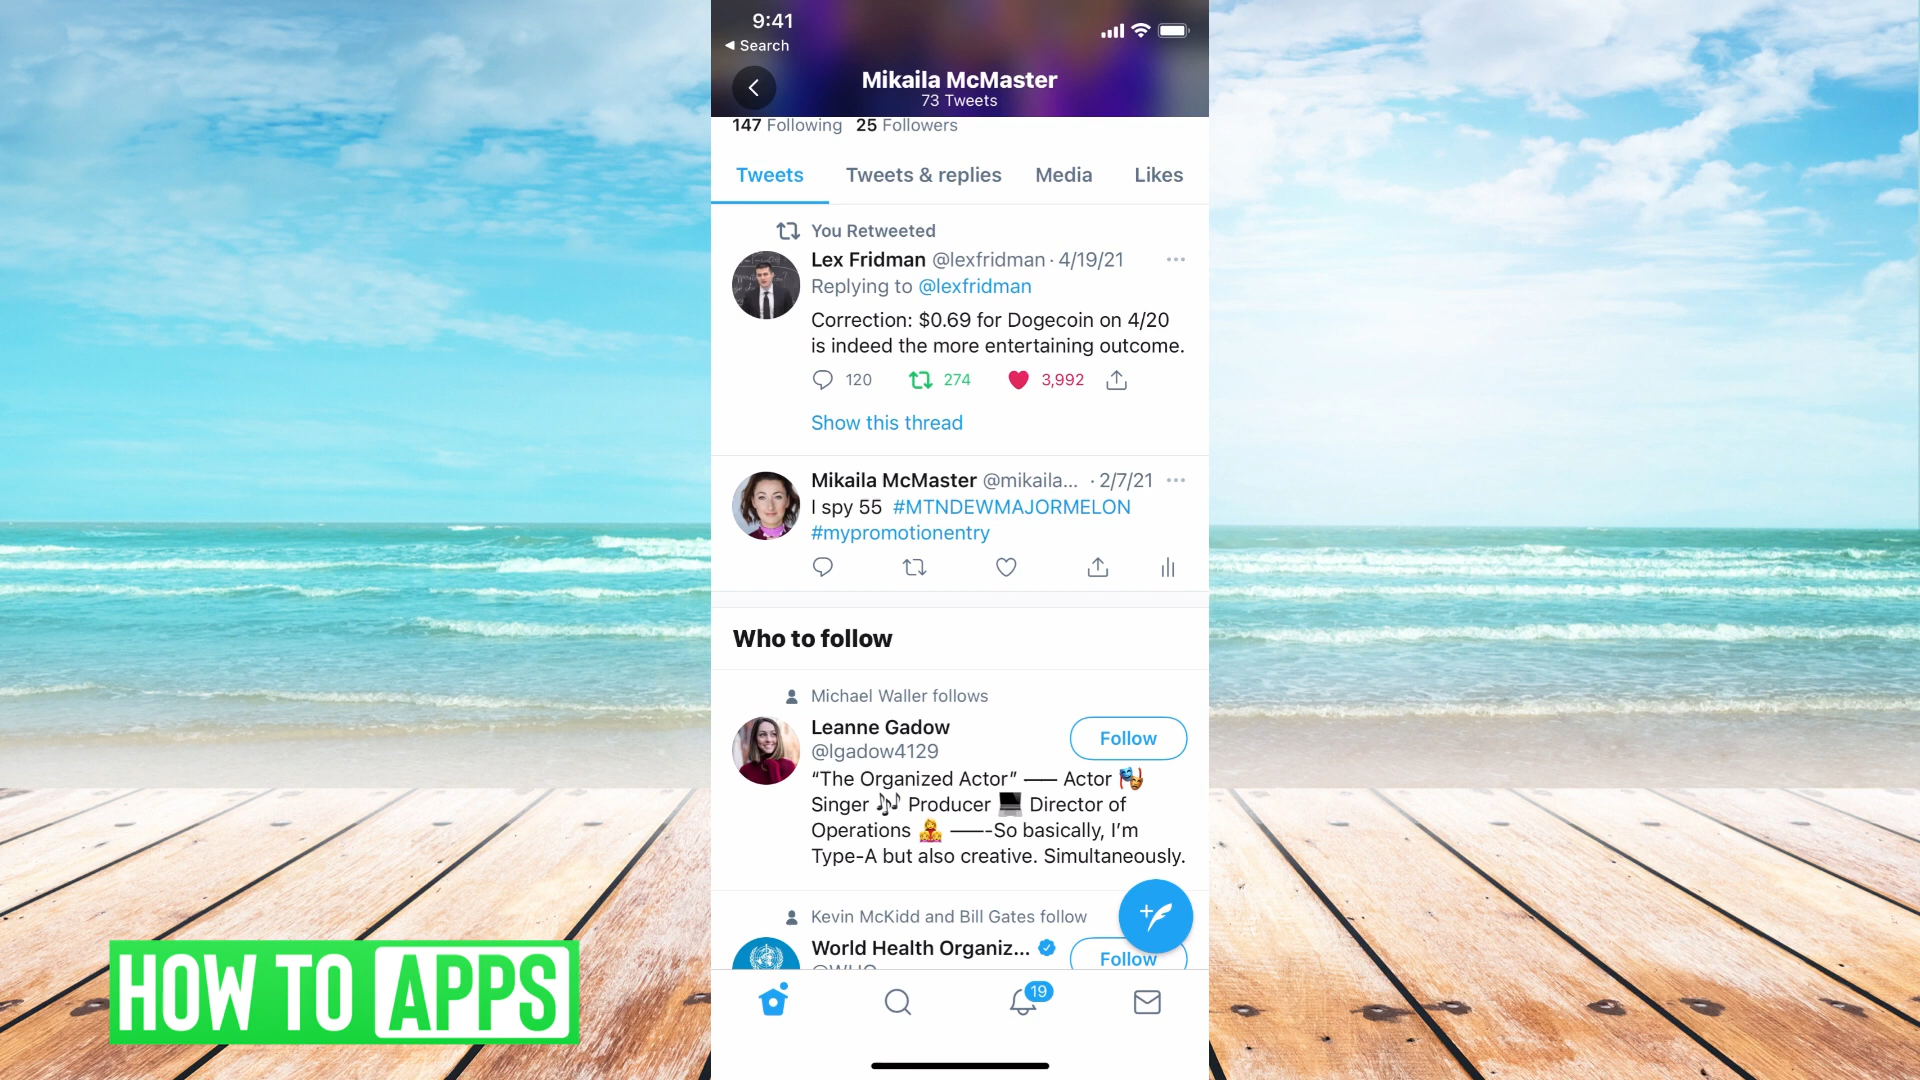 9:41
Search
Mikaila McMaster
73 Tweets
147 Following 25 Followers
Tweets Tweets & replies Media Likes
You Retweeted
Lex Fridman @lexfridman · 4/19/21
Replying to @lexfridman
Correction: $0.69 for Dogecoin on 4/20
is indeed the more entertaining outcome.
120 274 3,992
Show this thread
Mikaila McMaster @mikaila... · 2/7/21
I spy 55 #MTNDEWMAJORMELON
#mypromotionentry
Who to follow
Michael Waller follows
Leanne Gadow
@lgadow4129
Follow
“The Organized Actor” —— Actor 🎭
Singer 🎶 Producer 💻 Director of
Operations 👸 ——-So basically, I’m
Type-A but also creative. Simultaneously.
Kevin McKidd and Bill Gates follow
World Health Organiz...
Follow
19
HOW TO APPS